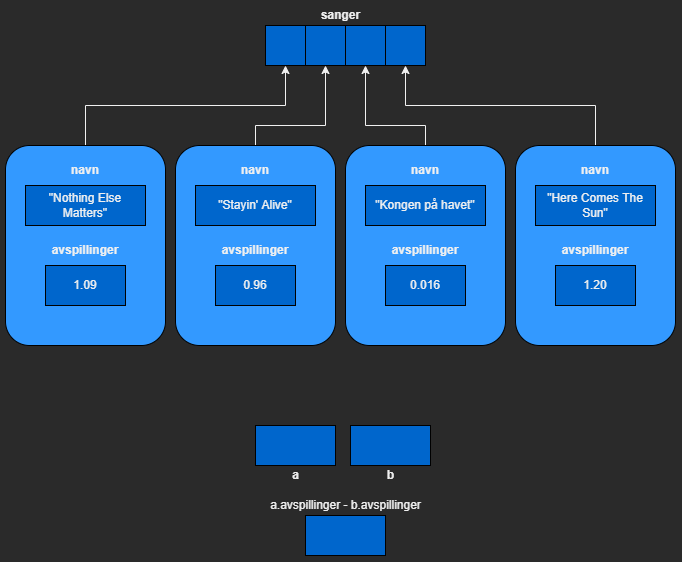 sanger
navn
navn
navn
navn
"Nothing Else
Matters"
"Stayin' Alive"
"Kongen på havet"
"Here Comes The
Sun"
avspillinger
avspillinger
avspillinger
avspillinger
1.09
0.96
0.016
1.20
a
b
a.avspillinger - b.avspillinger